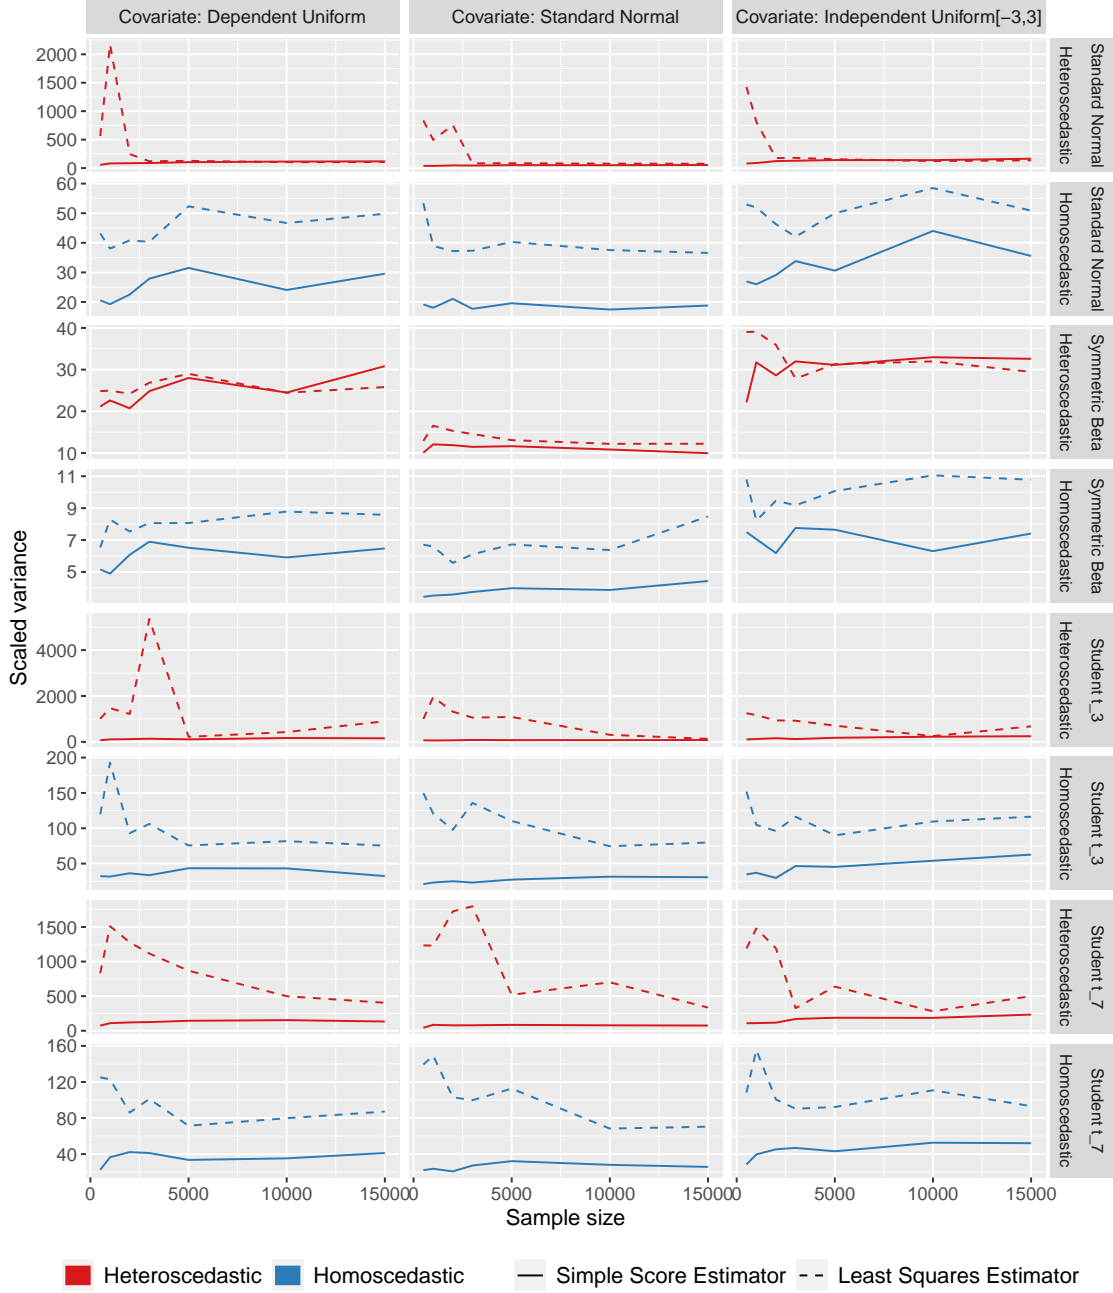 Covariate: Dependent Uniform
Covariate: Standard Normal
Covariate: Independent Uniform[−3,3]
Scaled variance
2000
1500
1000
500
0
Standard Normal
Heteroscedastic
60
50
40
30
20
Standard Normal
Homoscedastic
40
30
20
10
Symmetric Beta
Heteroscedastic
11
9
7
5
Symmetric Beta
Homoscedastic
4000
2000
0
Student t_3
Heteroscedastic
200
150
100
50
Student t_3
Homoscedastic
1500
1000
500
0
Student t_7
Heteroscedastic
160
120
80
40
Student t_7
Homoscedastic
0 5000 10000 15000 0 5000 10000 15000 0 5000 10000 15000
Sample size
Heteroscedastic Homoscedastic Simple Score Estimator Least Squares Estimator